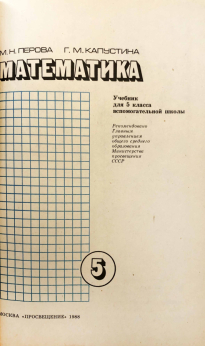 М. Н. ПЕРОВА Г. М. КАПУСТИНА
МАТЕМАТИКА
Учебник
для 5 класса
вспомогательной школы
Рекомендовано
Главным
управлением
общего среднего
образования
Министерства
просвещения
СССР
5
МОСКВА «ПРОСВЕЩЕНИЕ» 1988